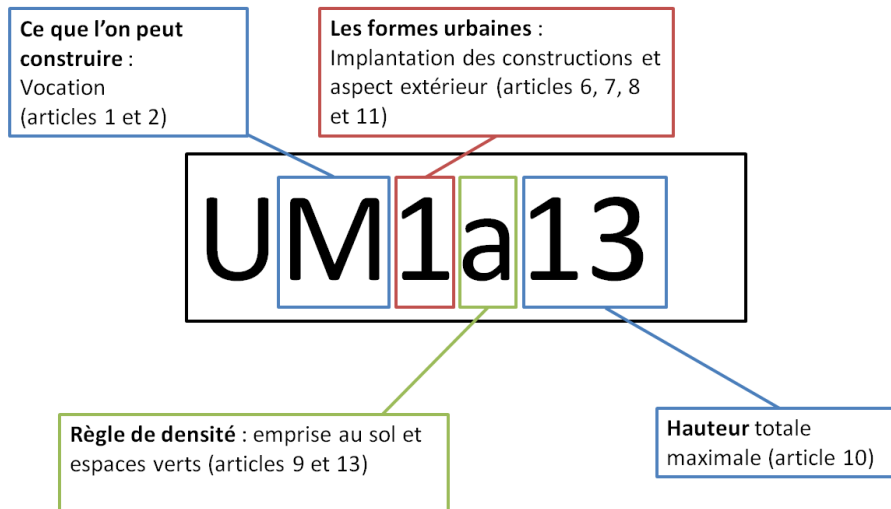 Ce que l'on peut
construire :
Vocation
(articles 1 et 2)
Les formes urbaines :
Implantation des constructions et
aspect extérieur (articles 6, 7, 8
et 11)
UM1a13
Règle de densité : emprise au sol et
espaces verts (articles 9 et 13)
Hauteur totale
maximale (article 10)